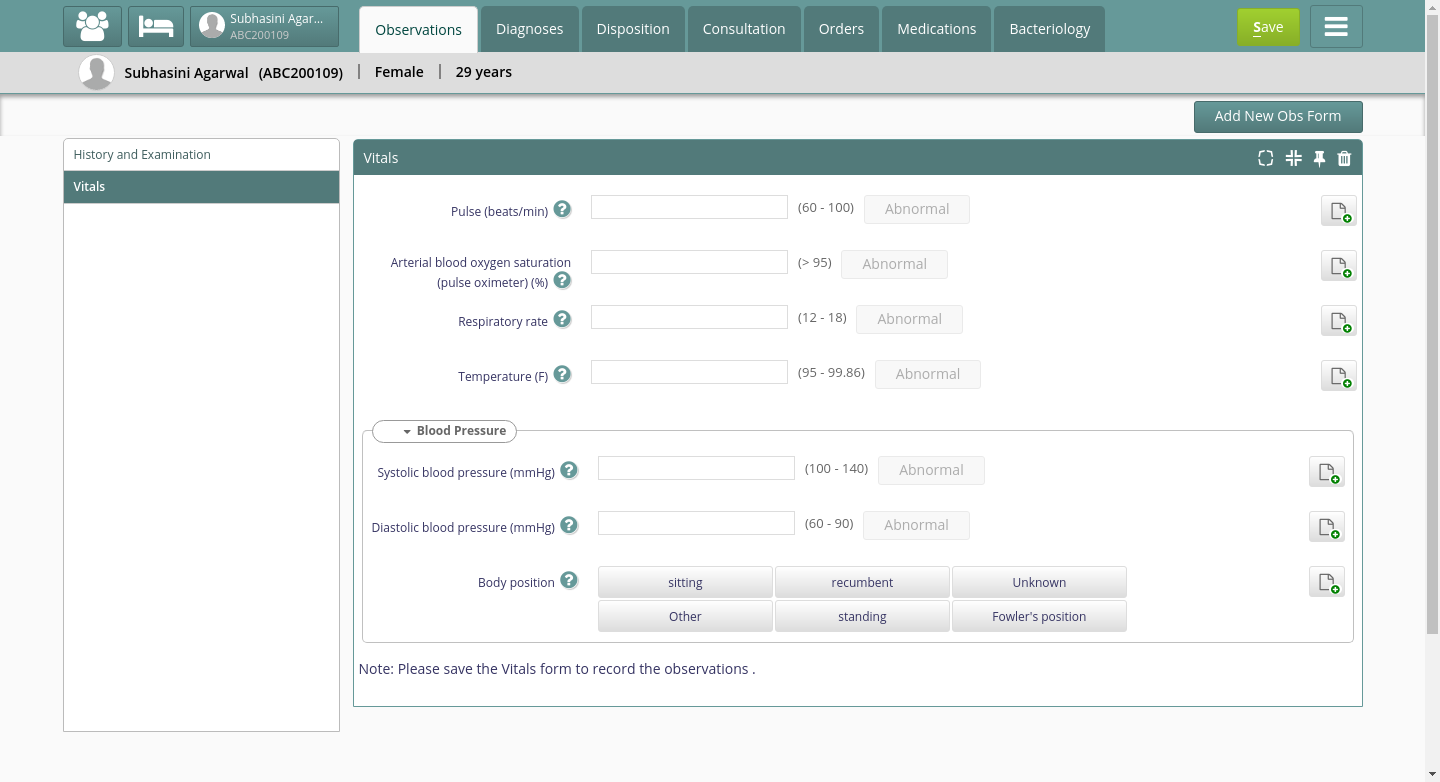 Subhasini Agar...
ABC200109
Observations
Diagnoses
Disposition
Consultation
Orders
Medications
Bacteriology
Save
Subhasini Agarwal (ABC200109) | Female | 29 years
Add New Obs Form
History and Examination
Vitals
Vitals
Pulse (beats/min) ? (60 - 100) Abnormal
Arterial blood oxygen saturation
(pulse oximeter) (%) ? (> 95) Abnormal
Respiratory rate ? (12 - 18) Abnormal
Temperature (F) ? (95 - 99.86) Abnormal
Blood Pressure
Systolic blood pressure (mmHg) ? (100 - 140) Abnormal
Diastolic blood pressure (mmHg) ? (60 - 90) Abnormal
Body position ? sitting recumbent Unknown
Other standing Fowler's position
Note: Please save the Vitals form to record the observations .